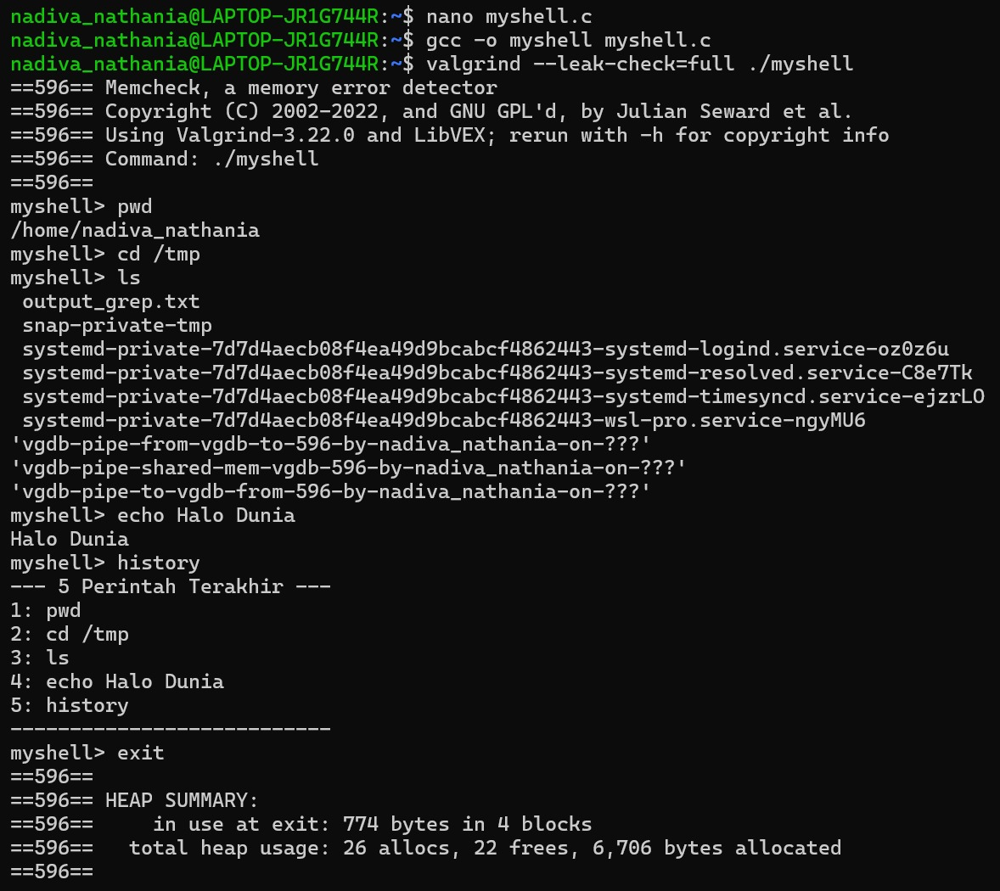 nadiva_nathania@LAPTOP-JR1G744R:~$ nano myshell.c
nadiva_nathania@LAPTOP-JR1G744R:~$ gcc -o myshell myshell.c
nadiva_nathania@LAPTOP-JR1G744R:~$ valgrind --leak-check=full ./myshell
==596== Memcheck, a memory error detector
==596== Copyright (C) 2002-2022, and GNU GPL'd, by Julian Seward et al.
==596== Using Valgrind-3.22.0 and LibVEX; rerun with -h for copyright info
==596== Command: ./myshell
==596==
myshell> pwd
/home/nadiva_nathania
myshell> cd /tmp
myshell> ls
 output_grep.txt
 snap-private-tmp
 systemd-private-7d7d4aecb08f4ea49d9bcabcf4862443-systemd-logind.service-oz0z6u
 systemd-private-7d7d4aecb08f4ea49d9bcabcf4862443-systemd-resolved.service-C8e7Tk
 systemd-private-7d7d4aecb08f4ea49d9bcabcf4862443-systemd-timesyncd.service-ejzrLO
 systemd-private-7d7d4aecb08f4ea49d9bcabcf4862443-wsl-pro.service-ngyMU6
'vgdb-pipe-from-vgdb-to-596-by-nadiva_nathania-on-???'
'vgdb-pipe-shared-mem-vgdb-596-by-nadiva_nathania-on-???'
'vgdb-pipe-to-vgdb-from-596-by-nadiva_nathania-on-???'
myshell> echo Halo Dunia
Halo Dunia
myshell> history
--- 5 Perintah Terakhir ---
1: pwd
2: cd /tmp
3: ls
4: echo Halo Dunia
5: history
---------------------------
myshell> exit
==596==
==596== HEAP SUMMARY:
==596==     in use at exit: 774 bytes in 4 blocks
==596==   total heap usage: 26 allocs, 22 frees, 6,706 bytes allocated
==596==